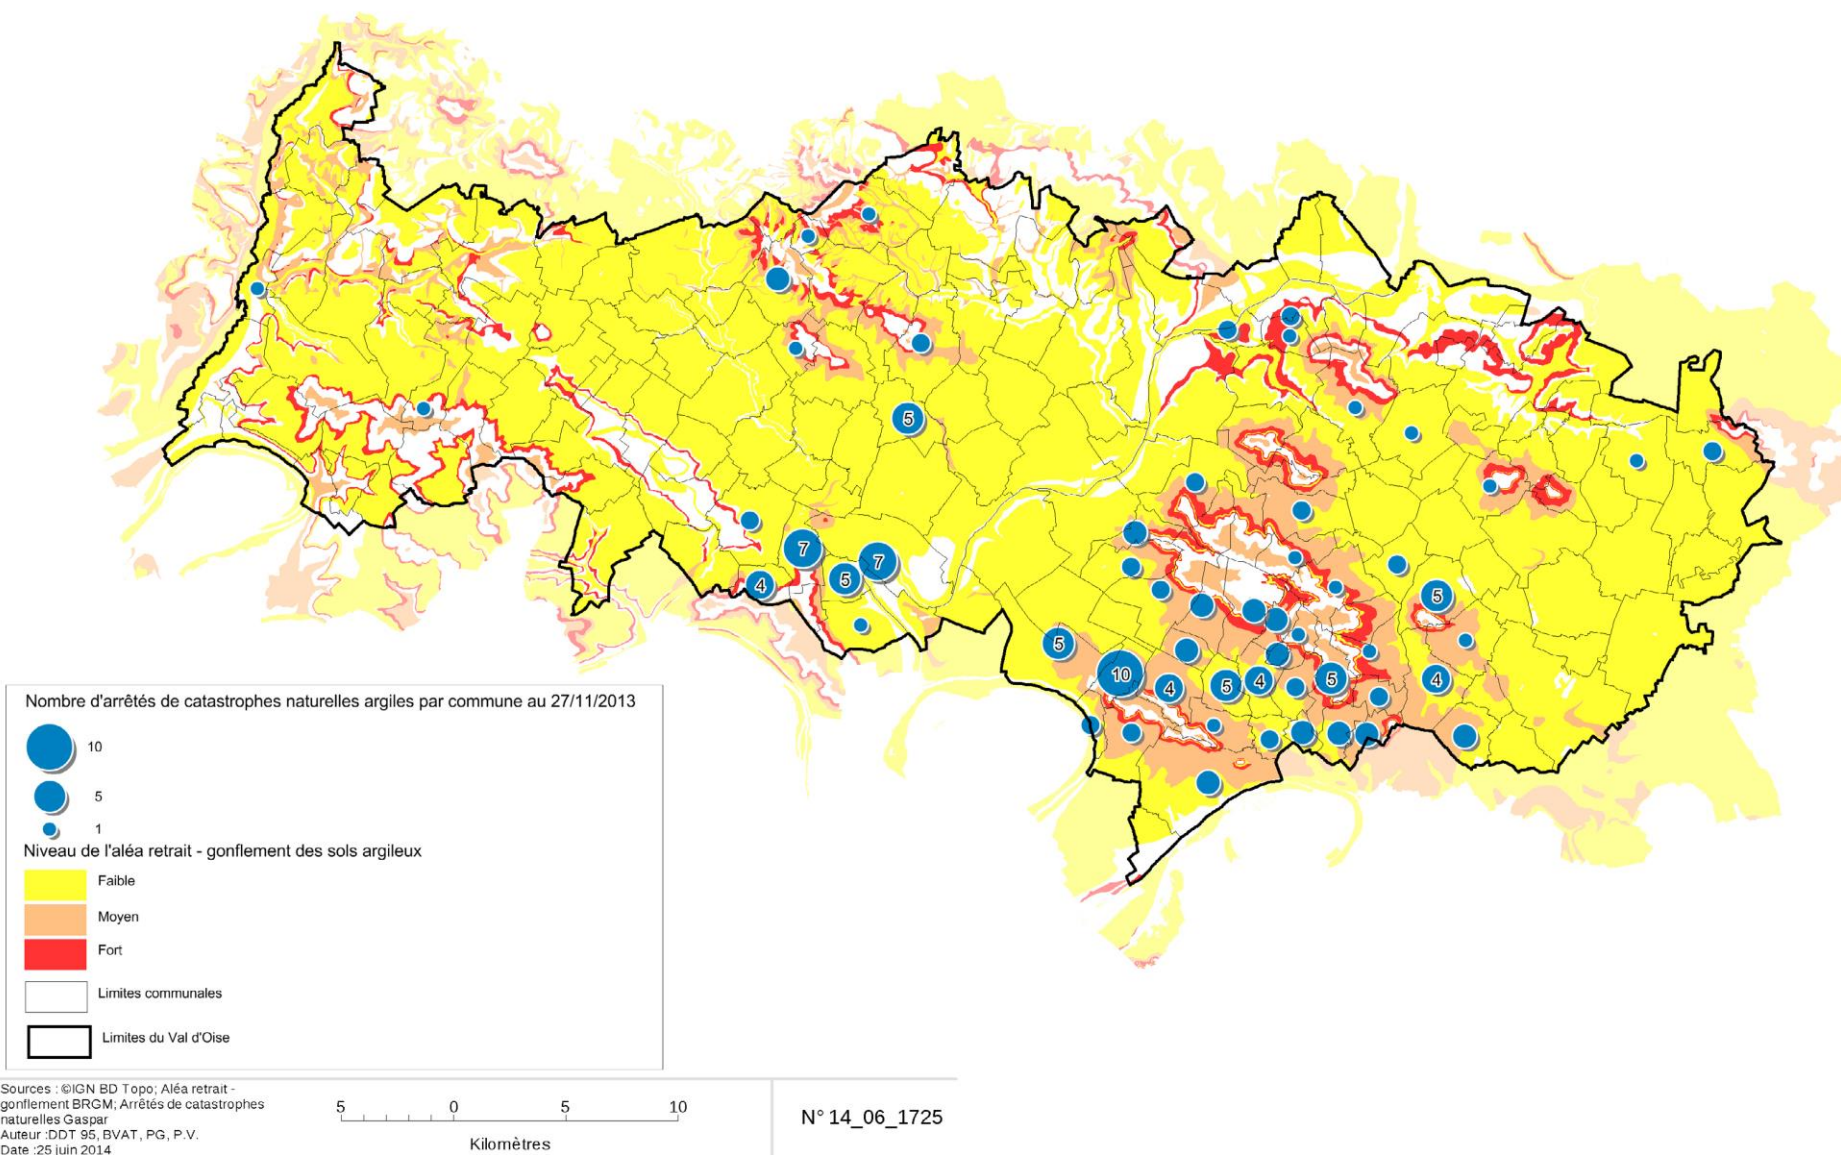 5
7
7
5
4
5
5
10
4
5
4
5
4
Nombre d'arrêtés de catastrophes naturelles argiles par commune au 27/11/2013
10
5
1
Niveau de l'aléa retrait - gonflement des sols argileux
Faible
Moyen
Fort
Limites communales
Limites du Val d'Oise
Sources : ©IGN BD Topo; Aléa retrait -
gonflement BRGM; Arrêtés de catastrophes
naturelles Gaspar
Auteur :DDT 95, BVAT, PG, P.V.
Date :25 juin 2014
5 0 5 10
Kilomètres
N° 14_06_1725